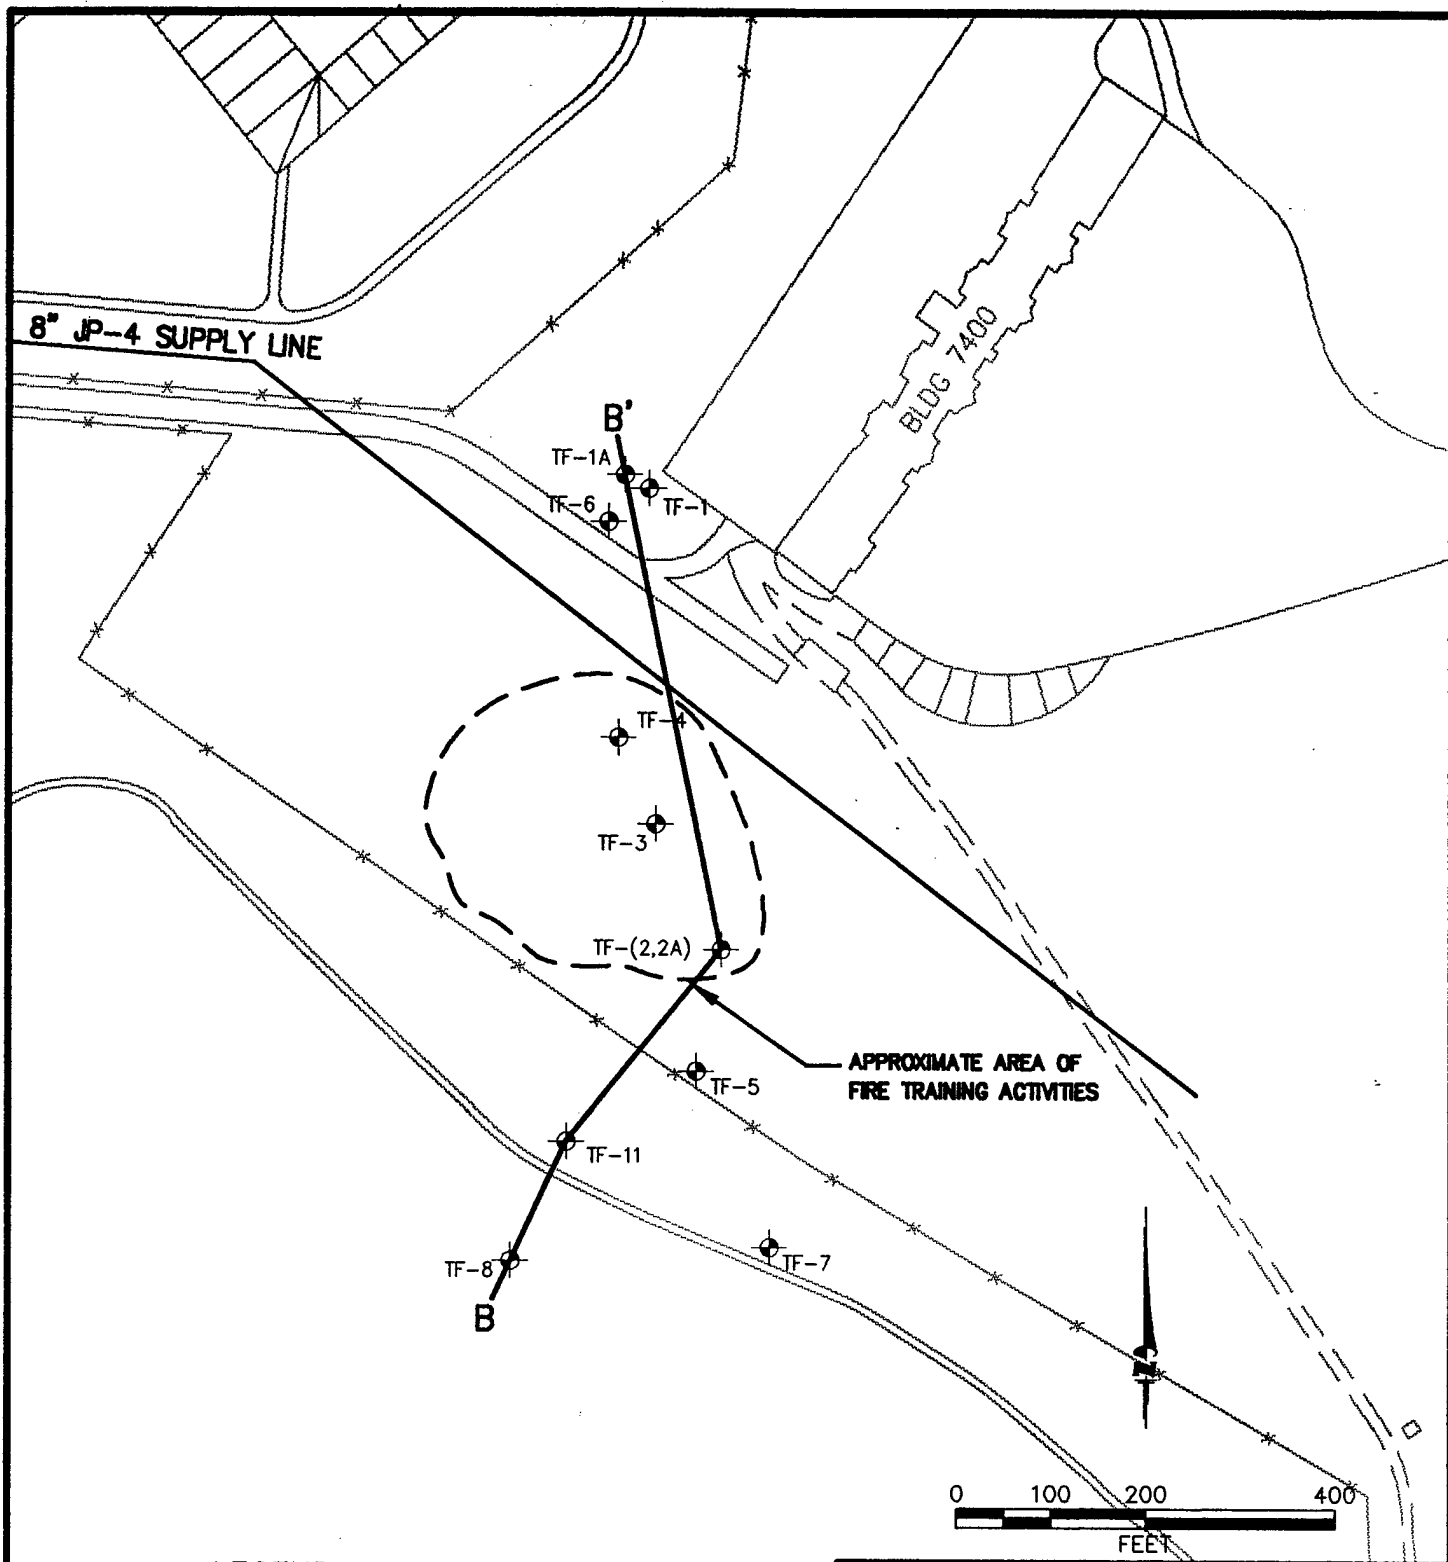 8" JP-4 SUPPLY LINE
BLDG 7400
B'
TF-1A
TF-1
TF-6
TF-4
TF-3
TF-(2,2A)
APPROXIMATE AREA OF
FIRE TRAINING ACTIVITIES
TF-5
TF-11
TF-7
TF-8
B
N
0 100 200 400
FEET